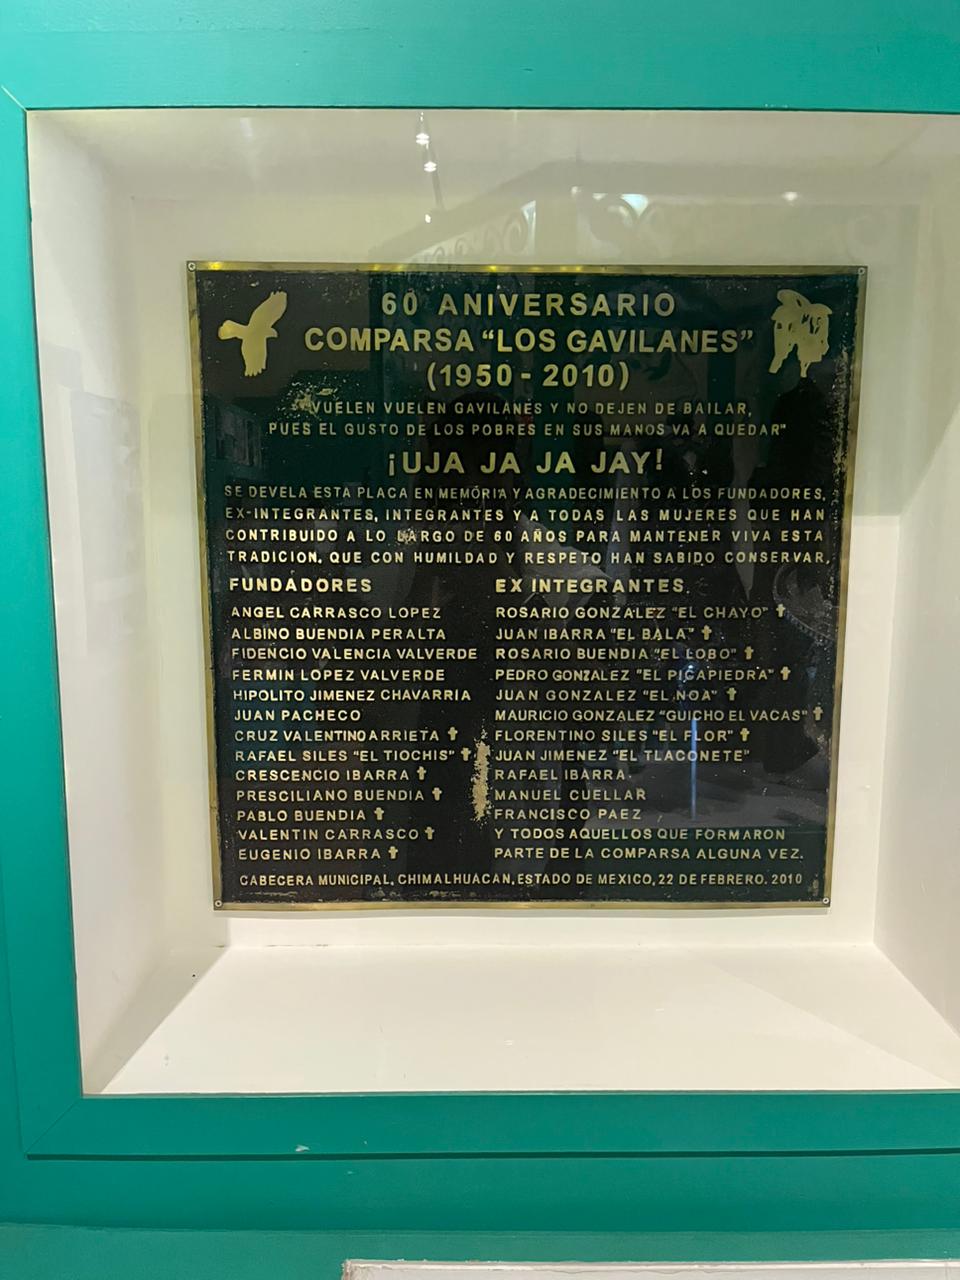 60 ANIVERSARIO
COMPARSA "LOS GAVILANES"
(1950 - 2010)
"VUELEN VUELEN GAVILANES Y NO DEJEN DE BAILAR,
PUES EL GUSTO DE LOS POBRES EN SUS MANOS VA A QUEDAR"
¡UJA JA JA JAY!
SE DEVELA ESTA PLACA EN MEMORIA Y AGRADECIMIENTO A LOS FUNDADORES,
EX-INTEGRANTES, INTEGRANTES Y A TODAS LAS MUJERES QUE HAN
CONTRIBUIDO A LO LARGO DE 60 AÑOS PARA MANTENER VIVA ESTA
TRADICION, QUE CON HUMILDAD Y RESPETO HAN SABIDO CONSERVAR.
FUNDADORES
ANGEL CARRASCO LOPEZ
ALBINO BUENDIA PERALTA
FIDENCIO VALENCIA VALVERDE
FERMIN LOPEZ VALVERDE
HIPOLITO JIMENEZ CHAVARRIA
JUAN PACHECO
CRUZ VALENTINO ARRIETA ✝
RAFAEL SILES "EL TIOCHIS" ✝
CRESCENCIO IBARRA ✝
PRESCILIANO BUENDIA ✝
PABLO BUENDIA ✝
VALENTIN CARRASCO ✝
EUGENIO IBARRA ✝
EX INTEGRANTES
ROSARIO GONZALEZ "EL CHAYO" ✝
JUAN IBARRA "EL BALA" ✝
ROSARIO BUENDIA "EL LOBO" ✝
PEDRO GONZALEZ "EL PICAPIEDRA" ✝
JUAN GONZALEZ "EL NOA" ✝
MAURICIO GONZALEZ "GUICHO EL VACAS" ✝
FLORENTINO SILES "EL FLOR" ✝
JUAN JIMENEZ "EL TLACONETE"
RAFAEL IBARRA
MANUEL CUELLAR
FRANCISCO PAEZ
Y TODOS AQUELLOS QUE FORMARON
PARTE DE LA COMPARSA ALGUNA VEZ.
CABECERA MUNICIPAL, CHIMALHUACAN, ESTADO DE MEXICO, 22 DE FEBRERO. 2010